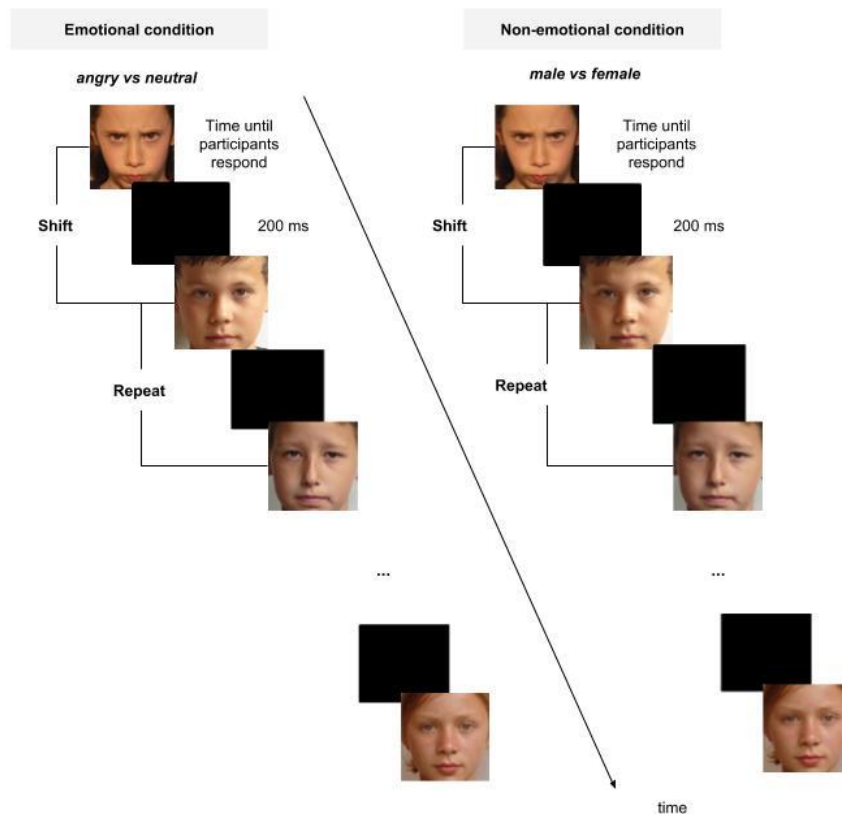 Emotional condition
angry vs neutral
Time until
participants
respond
Shift
200 ms
Repeat
...
Non-emotional condition
male vs female
Time until
participants
respond
Shift
200 ms
Repeat
...
time